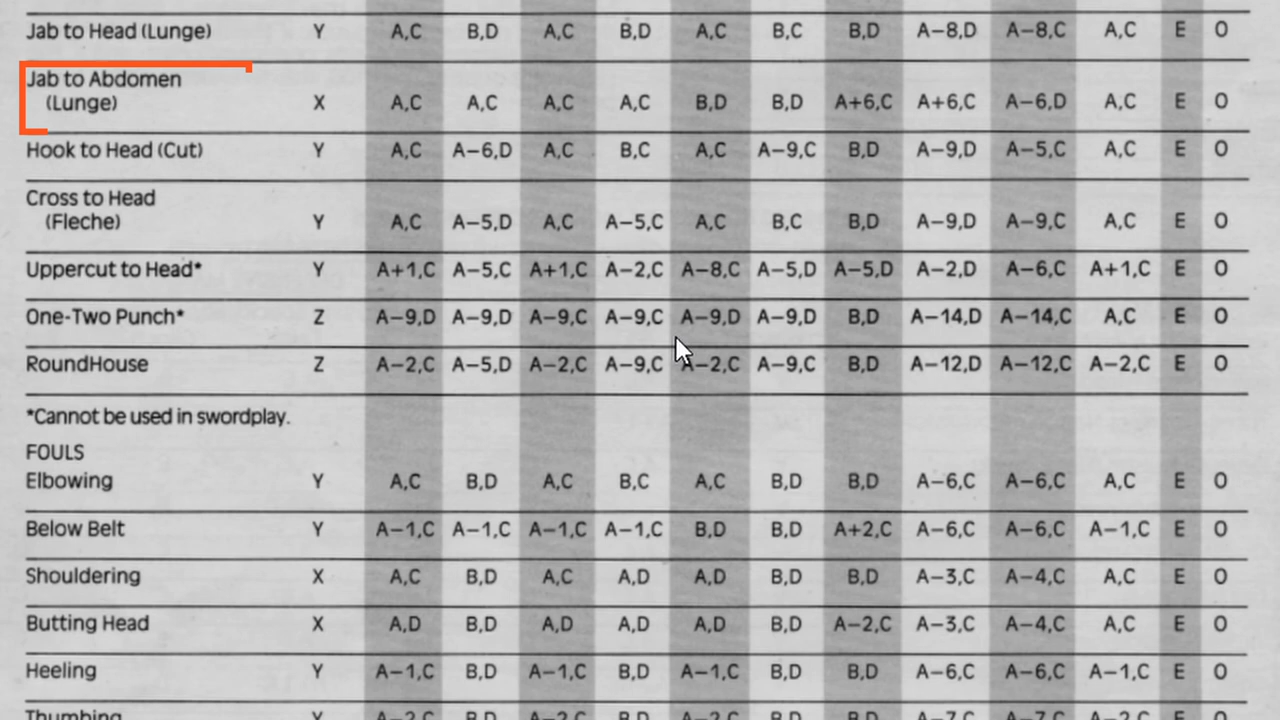 Jab to Head (Lunge) Y A,C B,D A,C B,D A,C B,C B,D A−8,D A−8,C A,C E O
Jab to Abdomen
(Lunge) X A,C A,C A,C A,C B,D B,D A+6,C A+6,C A−6,D A,C E O
Hook to Head (Cut) Y A,C A−6,D A,C B,C A,C A−9,C B,D A−9,D A−5,C A,C E O
Cross to Head
(Fleche) Y A,C A−5,D A,C A−5,C A,C B,C B,D A−9,D A−9,C A,C E O
Uppercut to Head* Y A+1,C A−5,C A+1,C A−2,C A−8,C A−5,D A−5,D A−2,D A−6,C A+1,C E O
One-Two Punch* Z A−9,D A−9,D A−9,C A−9,C A−9,D A−9,D B,D A−14,D A−14,C A,C E O
RoundHouse Z A−2,C A−5,D A−2,C A−9,C A−2,C A−9,C B,D A−12,D A−12,C A−2,C E O
*Cannot be used in swordplay.
FOULS
Elbowing Y A,C B,D A,C B,C A,C B,D B,D A−6,C A−6,C A,C E O
Below Belt Y A−1,C A−1,C A−1,C A−1,C B,D B,D A+2,C A−6,C A−6,C A−1,C E O
Shouldering X A,C B,D A,C A,D A,D B,D B,D A−3,C A−4,C A,C E O
Butting Head X A,D B,D A,D A,D A,D B,D A−2,C A−3,C A−4,C A,C E O
Heeling Y A−1,C B,D A−1,C B,D A−1,C B,D B,D A−6,C A−6,C A−1,C E O
Thumbing Y A−2,C B,D A−2,C B,D A−2,C B,D B,D A−7,C A−7,C A−2,C E O